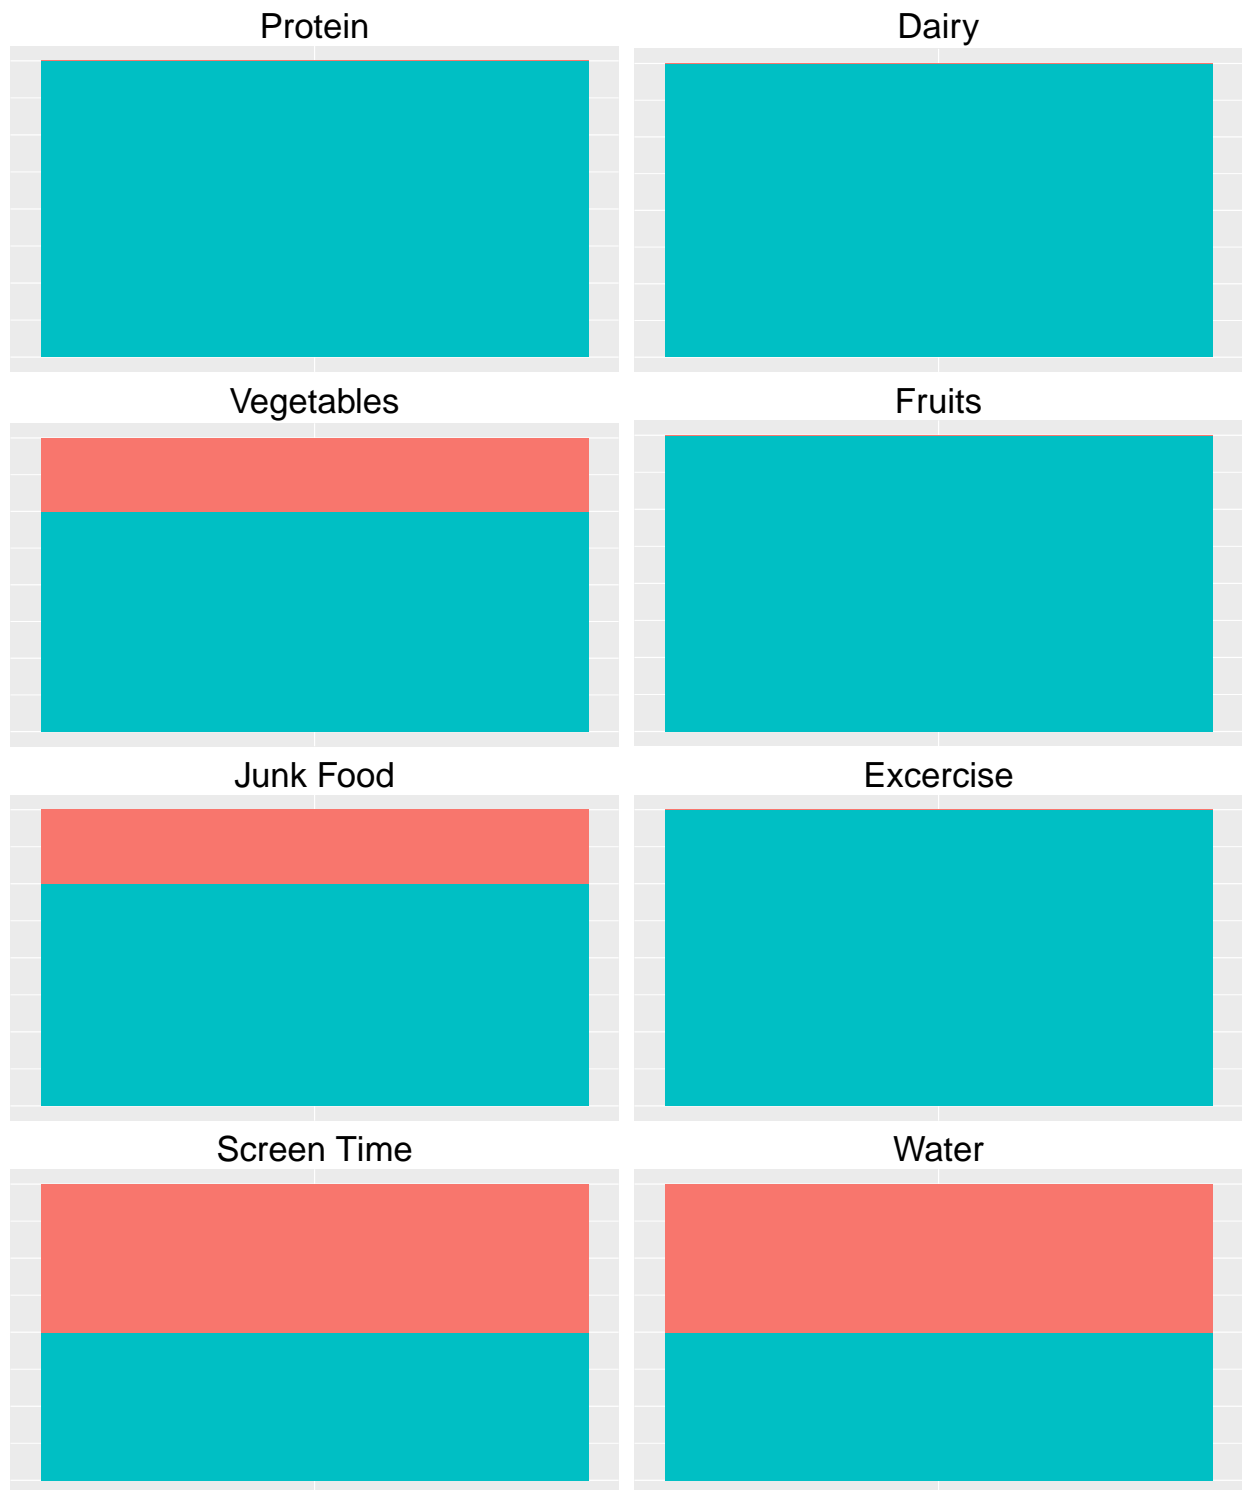 Protein
Dairy
Vegetables
Fruits
Junk Food
Excercise
Screen Time
Water